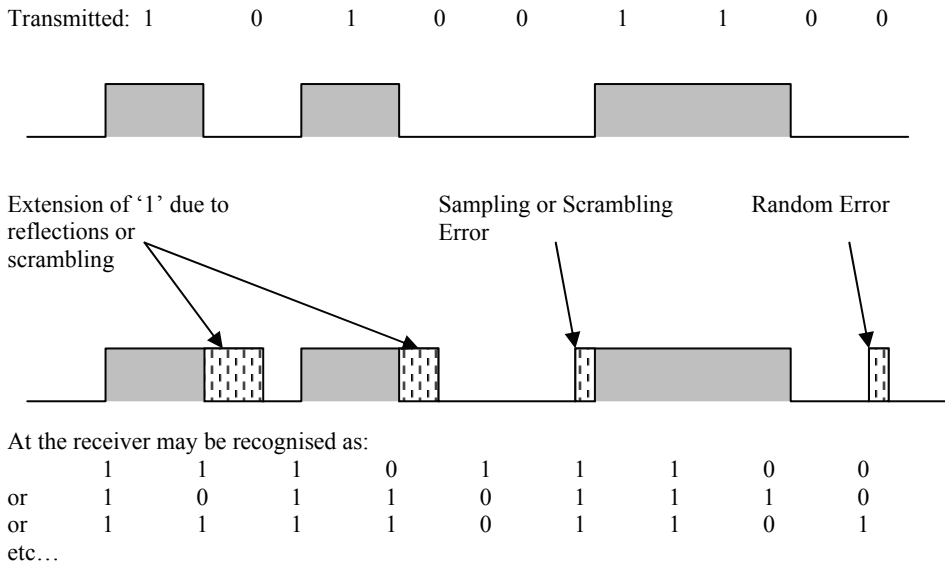 Transmitted: 1 0 1 0 0 1 1 0 0
Extension of ‘1’ due to
reflections or
scrambling
Sampling or Scrambling
Error
Random Error
At the receiver may be recognised as:
1 1 1 0 1 1 1 0 0
or 1 0 1 1 0 1 1 1 0
or 1 1 1 1 0 1 1 0 1
etc…